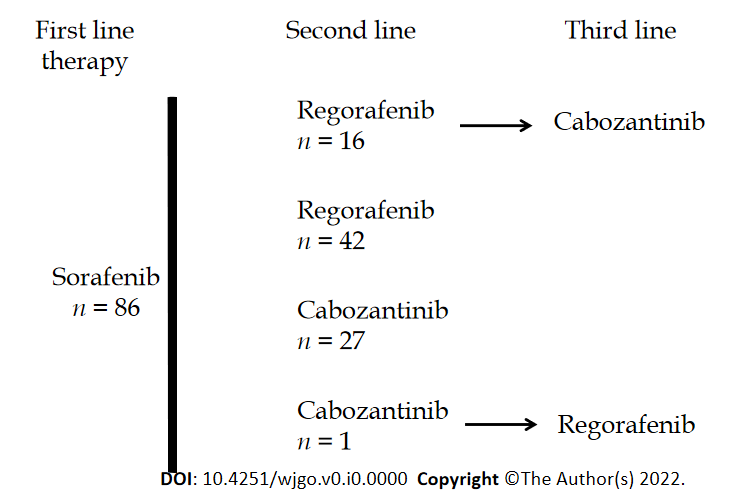 First line
therapy
Second line
Third line
Regorafenib
n = 16
Cabozantinib
Regorafenib
n = 42
Sorafenib
n = 86
Cabozantinib
n = 27
Cabozantinib
n = 1
Regorafenib
DOI: 10.4251/wjgo.v0.i0.0000 Copyright ©The Author(s) 2022.